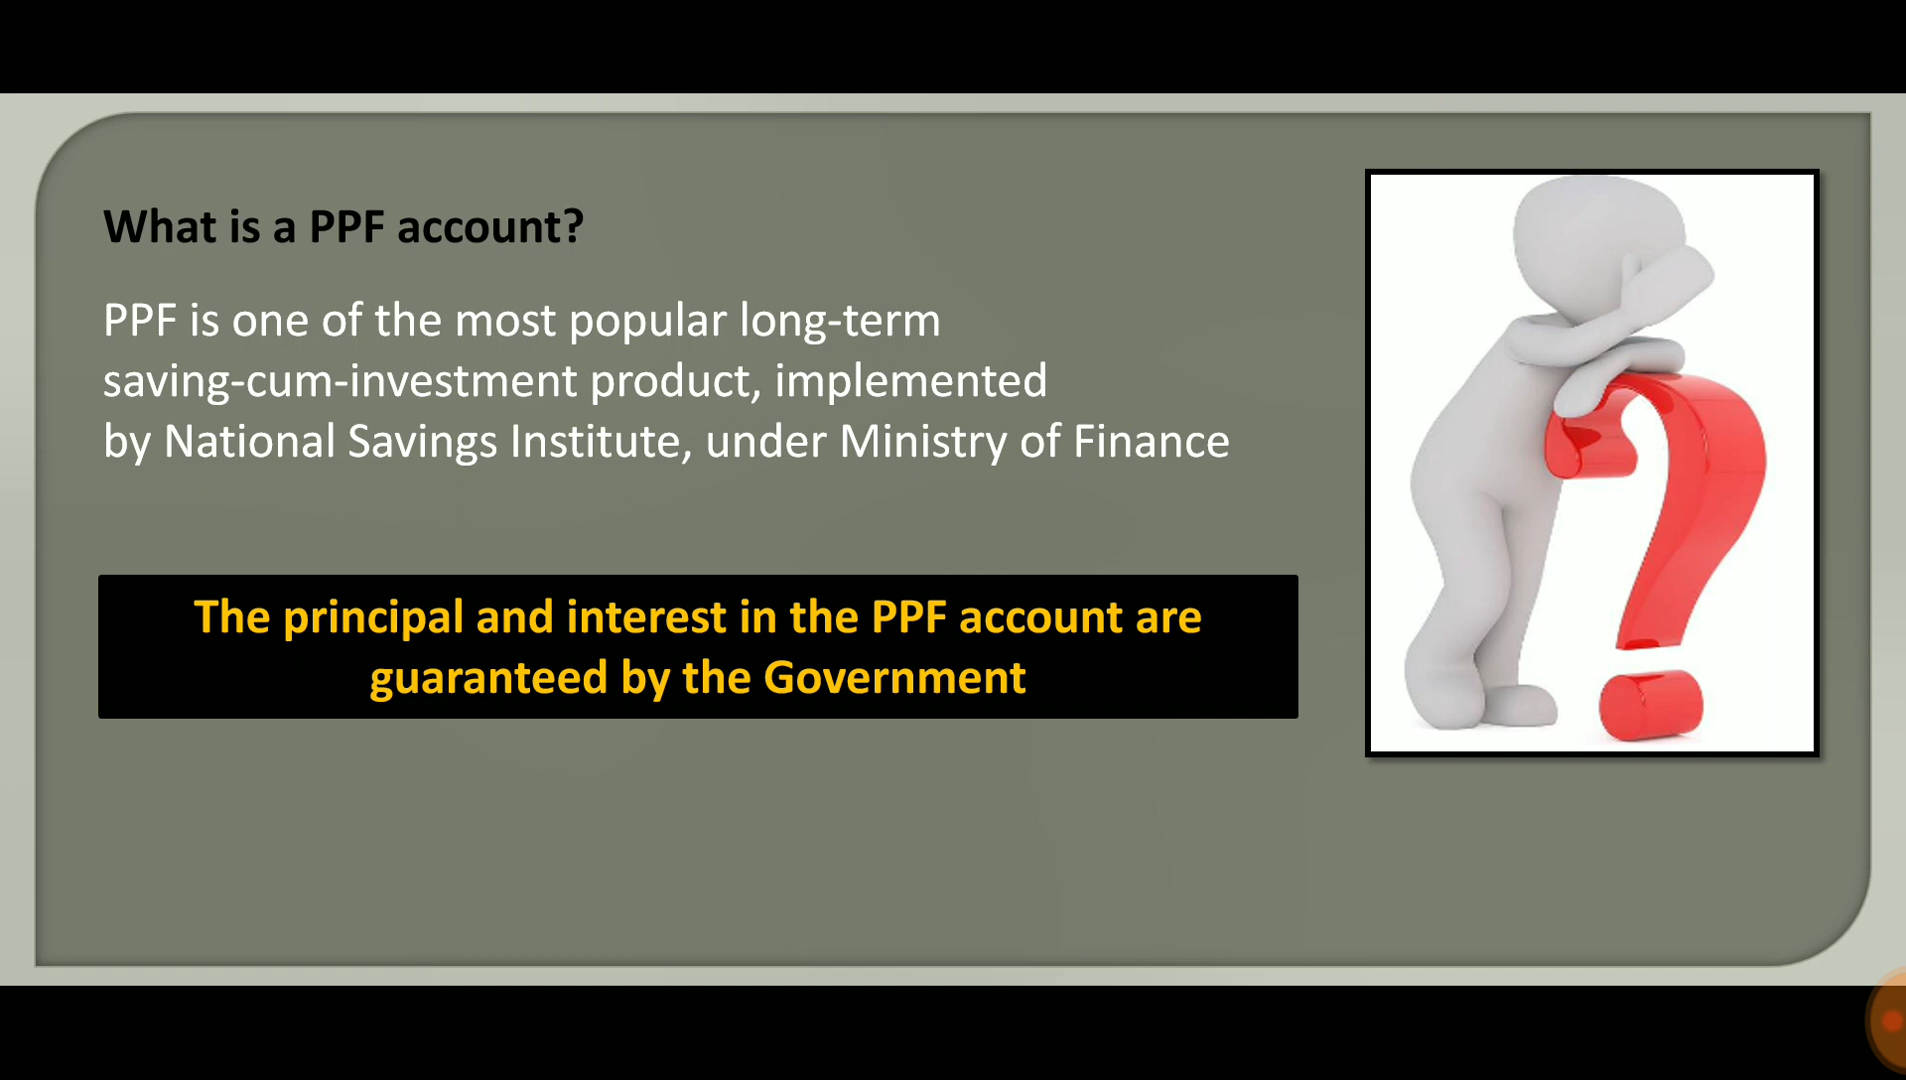 What is a PPF account?
PPF is one of the most popular long-term
saving-cum-investment product, implemented
by National Savings Institute, under Ministry of Finance
The principal and interest in the PPF account are
guaranteed by the Government